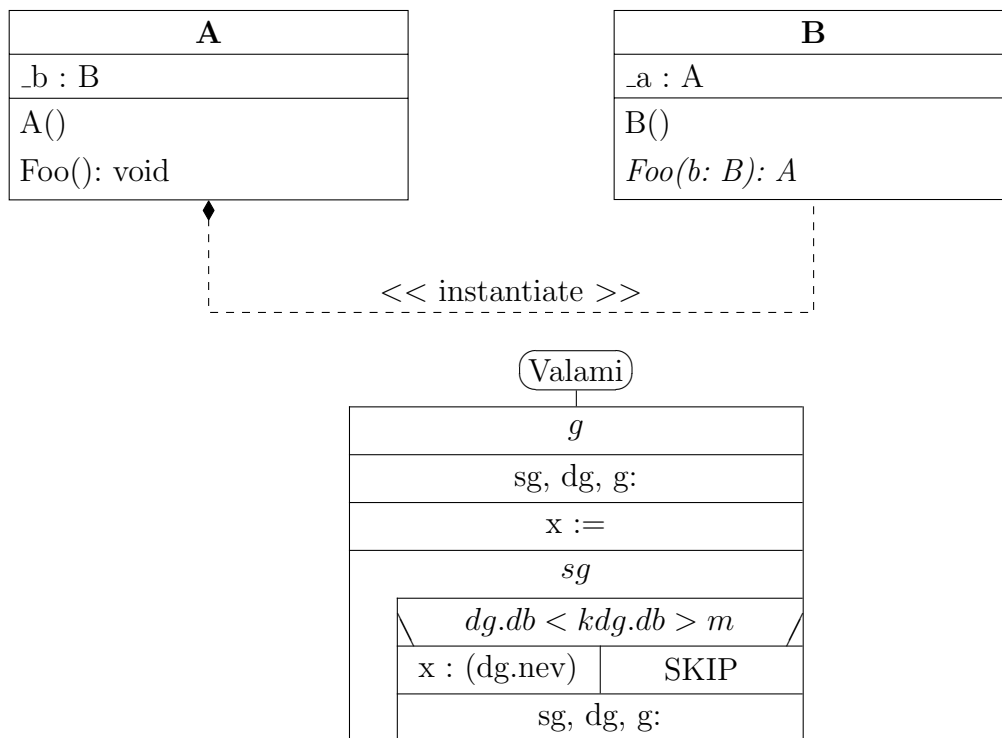 A
_b : B
A()
Foo(): void
B
_a : A
B()
Foo(b: B): A
<< instantiate >>
Valami
g
sg, dg, g:
x :=
sg
dg.db < kdg.db > m
x : (dg.nev)
SKIP
sg, dg, g: